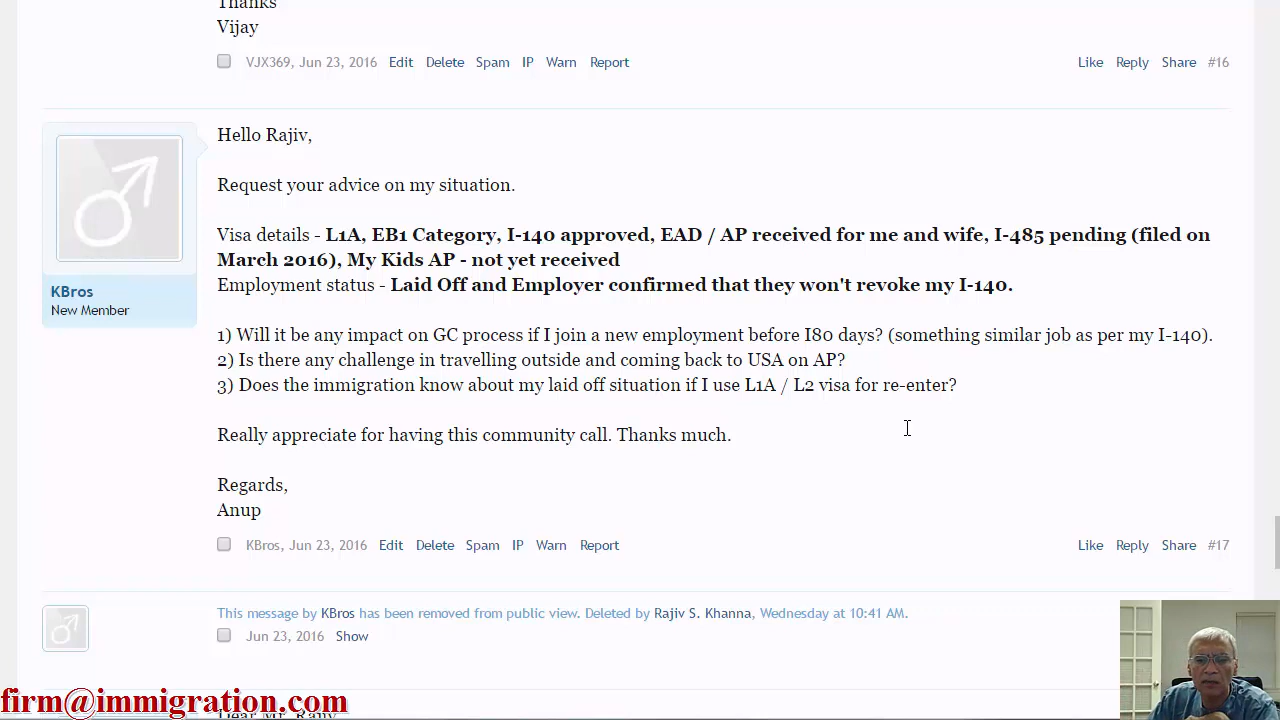 Thanks
Vijay
VJX369, Jun 23, 2016 Edit Delete Spam IP Warn Report Like Reply Share #16
Hello Rajiv,
Request your advice on my situation.
Visa details - L1A, EB1 Category, I-140 approved, EAD / AP received for me and wife, I-485 pending (filed on
March 2016), My Kids AP - not yet received
KBros
New Member
Employment status - Laid Off and Employer confirmed that they won't revoke my I-140.
1) Will it be any impact on GC process if I join a new employment before I80 days? (something similar job as per my I-140).
2) Is there any challenge in travelling outside and coming back to USA on AP?
3) Does the immigration know about my laid off situation if I use L1A / L2 visa for re-enter?
Really appreciate for having this community call. Thanks much.
Regards,
Anup
KBros, Jun 23, 2016 Edit Delete Spam IP Warn Report Like Reply Share #17
This message by KBros has been removed from public view. Deleted by Rajiv S. Khanna, Wednesday at 10:41 AM.
Jun 23, 2016 Show
firm@immigration.com
Dear Mr. Rajiv